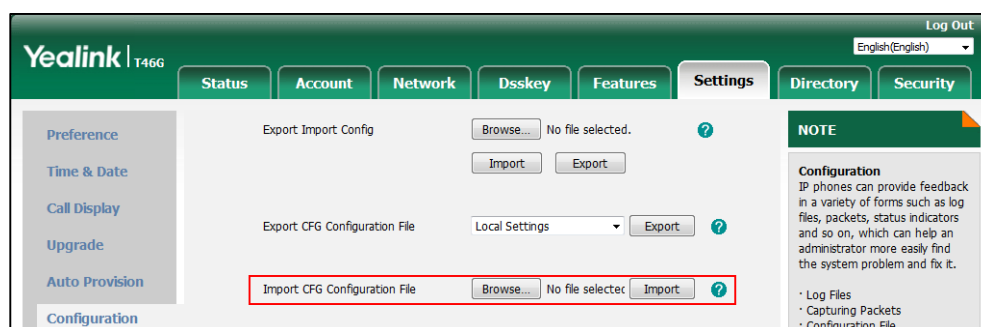 Log Out
Yealink T46G
English(English)
Status Account Network Dsskey Features Settings Directory Security
Preference
Time & Date
Call Display
Upgrade
Auto Provision
Configuration
Export Import Config Browse... No file selected. ?
Import Export
Export CFG Configuration File Local Settings Export ?
Import CFG Configuration File Browse... No file selectec Import ?
NOTE
Configuration
IP phones can provide feedback
in a variety of forms such as log
files, packets, status indicators
and so on, which can help an
administrator more easily find
the system problem and fix it.
· Log Files
· Capturing Packets
· Configuration File